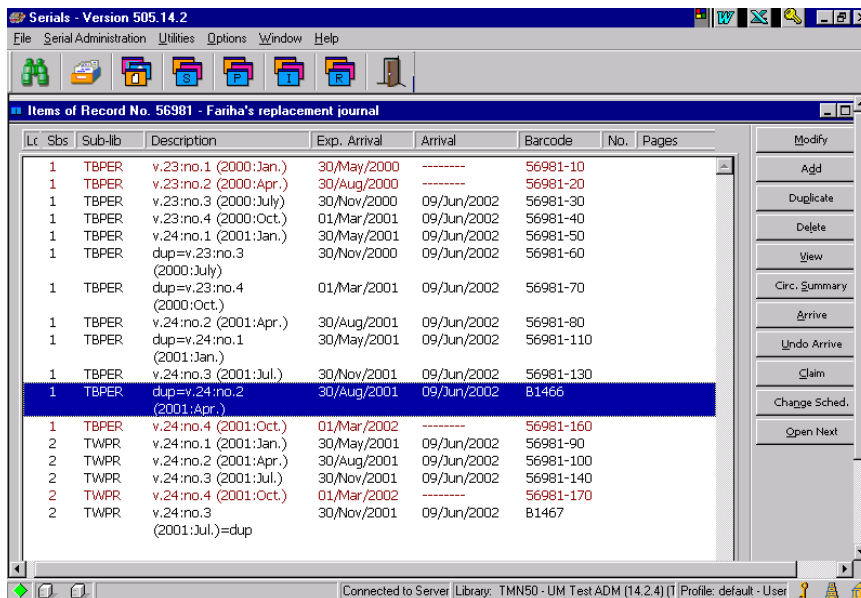 Serials - Version 505.14.2
File Serial Administration Utilities Options Window Help
S P I R
Items of Record No. 56981 - Fariha's replacement journal
Lc Sbs Sub-lib Description Exp. Arrival Arrival Barcode No. Pages
1 TBPER v.23:no.1 (2000:Jan.) 30/May/2000 -------- 56981-10
1 TBPER v.23:no.2 (2000:Apr.) 30/Aug/2000 -------- 56981-20
1 TBPER v.23:no.3 (2000:July) 30/Nov/2000 09/Jun/2002 56981-30
1 TBPER v.23:no.4 (2000:Oct.) 01/Mar/2001 09/Jun/2002 56981-40
1 TBPER v.24:no.1 (2001:Jan.) 30/May/2001 09/Jun/2002 56981-50
1 TBPER dup=v.23:no.3 30/Nov/2000 09/Jun/2002 56981-60
(2000:July)
1 TBPER dup=v.23:no.4 01/Mar/2001 09/Jun/2002 56981-70
(2000:Oct.)
1 TBPER v.24:no.2 (2001:Apr.) 30/Aug/2001 09/Jun/2002 56981-80
1 TBPER dup=v.24:no.1 30/May/2001 09/Jun/2002 56981-110
(2001:Jan.)
1 TBPER v.24:no.3 (2001:Jul.) 30/Nov/2001 09/Jun/2002 56981-130
1 TBPER dup=v.24:no.2 30/Aug/2001 09/Jun/2002 B1466
(2001:Apr.)
1 TBPER v.24:no.4 (2001:Oct.) 01/Mar/2002 -------- 56981-160
2 TWPR v.24:no.1 (2001:Jan.) 30/May/2001 09/Jun/2002 56981-90
2 TWPR v.24:no.2 (2001:Apr.) 30/Aug/2001 09/Jun/2002 56981-100
2 TWPR v.24:no.3 (2001:Jul.) 30/Nov/2001 09/Jun/2002 56981-140
2 TWPR v.24:no.4 (2001:Oct.) 01/Mar/2002 -------- 56981-170
2 TWPR v.24:no.3 30/Nov/2001 09/Jun/2002 B1467
(2001:Jul.)=dup
Modify
Add
Duplicate
Delete
View
Circ. Summary
Arrive
Undo Arrive
Claim
Change Sched.
Open Next
Connected to Server Library: TMN50 - UM Test ADM (14.2.4) (T Profile: default - User